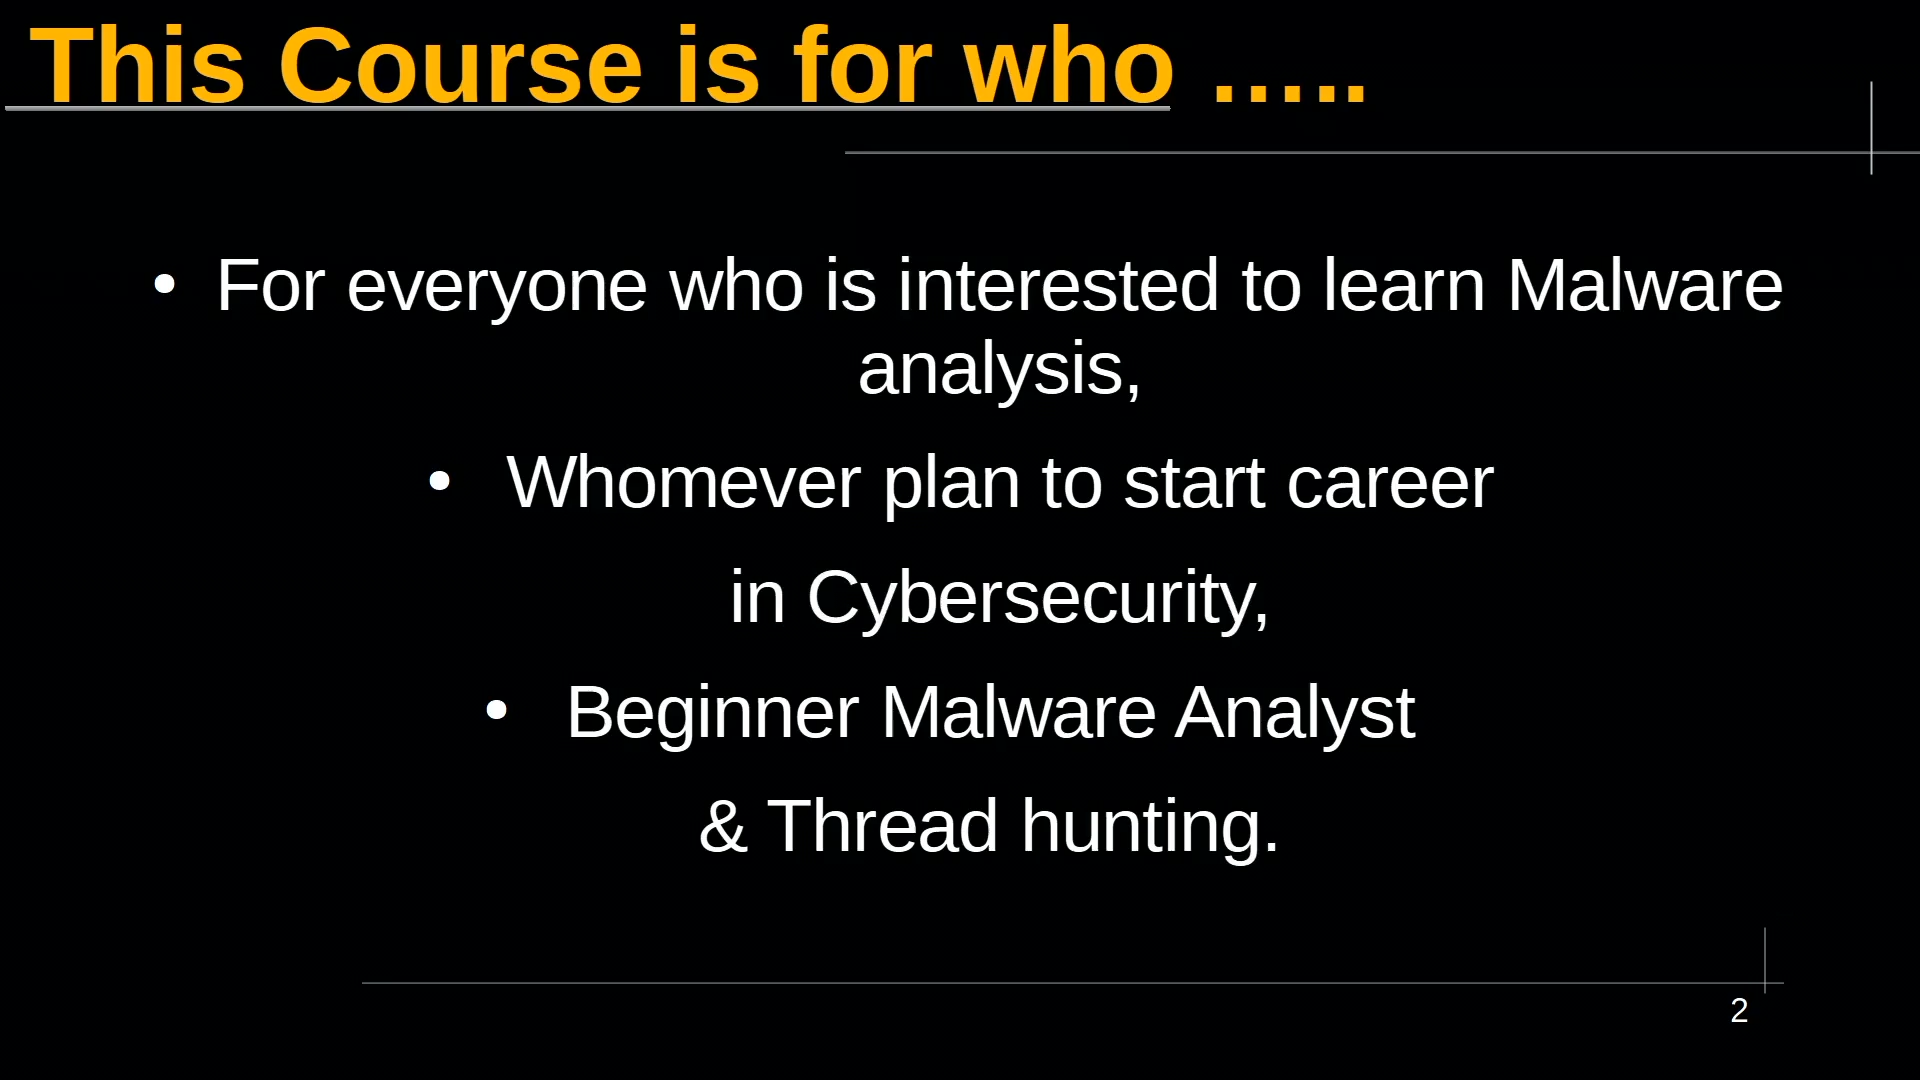 This Course is for who .....
• For everyone who is interested to learn Malware
analysis,
• Whomever plan to start career
in Cybersecurity,
• Beginner Malware Analyst
& Thread hunting.
2